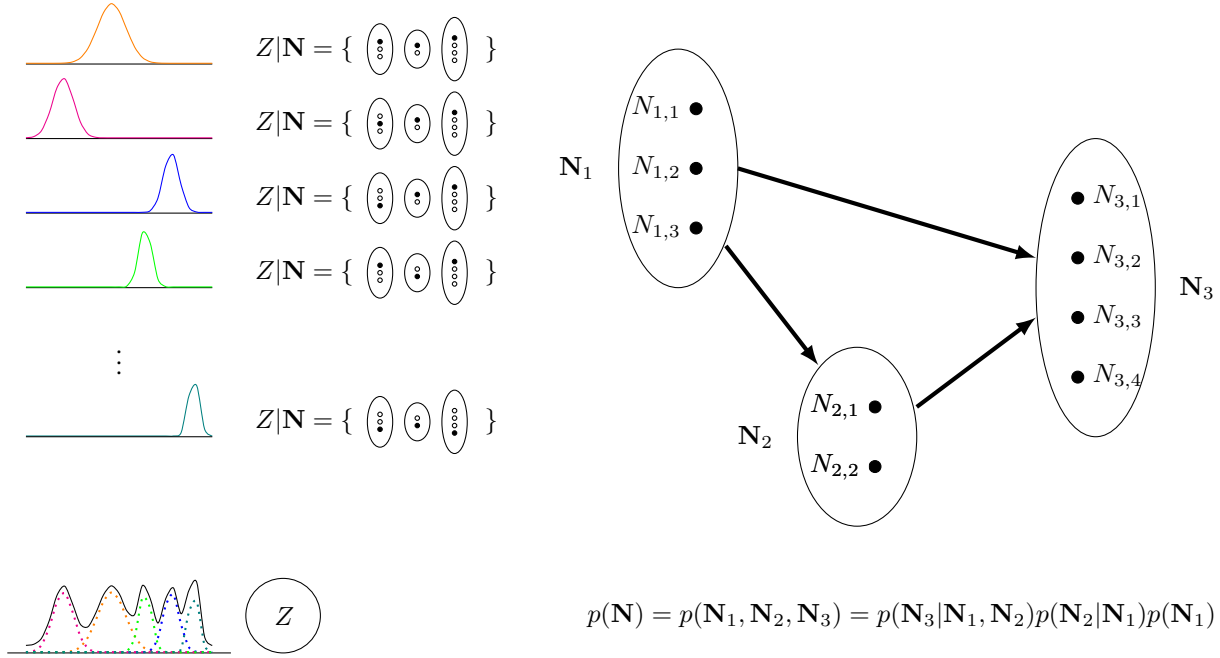 Z|𝐍 = { }
Z|𝐍 = { }
Z|𝐍 = { }
Z|𝐍 = { }
⋮
Z|𝐍 = { }
Z
𝐍₁
N₁,₁
N₁,₂
N₁,₃
𝐍₂
N₂,₁
N₂,₂
N₃,₁
N₃,₂
N₃,₃
N₃,₄
𝐍₃
p(𝐍) = p(𝐍₁, 𝐍₂, 𝐍₃) = p(𝐍₃|𝐍₁, 𝐍₂)p(𝐍₂|𝐍₁)p(𝐍₁)